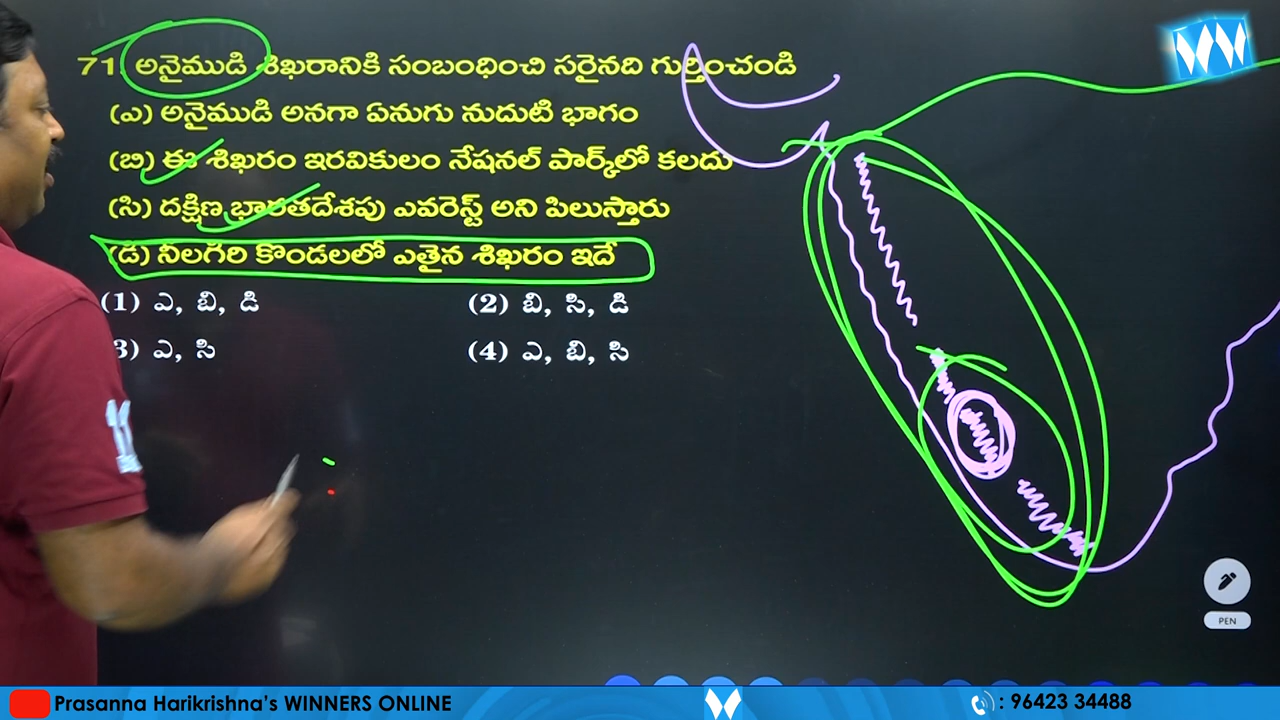 71. అనైముడి శిఖరానికి సంబంధించి సరైనది గుర్తించండి
(ఎ) అనైముడి అనగా ఏనుగు నుదుటి భాగం
(బి) ఈ శిఖరం ఇరవికులం నేషనల్ పార్క్‌లో కలదు
(సి) దక్షిణ భారతదేశపు ఎవరెస్ట్ అని పిలుస్తారు
(డి) నీలగిరి కొండలలో ఎతైన శిఖరం ఇదే
(1) ఎ, బి, డి (2) బి, సి, డి
3) ఎ, సి (4) ఎ, బి, సి
PEN
Prasanna Harikrishna's WINNERS ONLINE
: 96423 34488